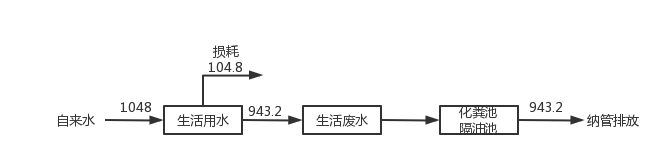 损耗
104.8
自来水
1048
生活用水
943.2
生活废水
化粪池
隔油池
943.2
纳管排放